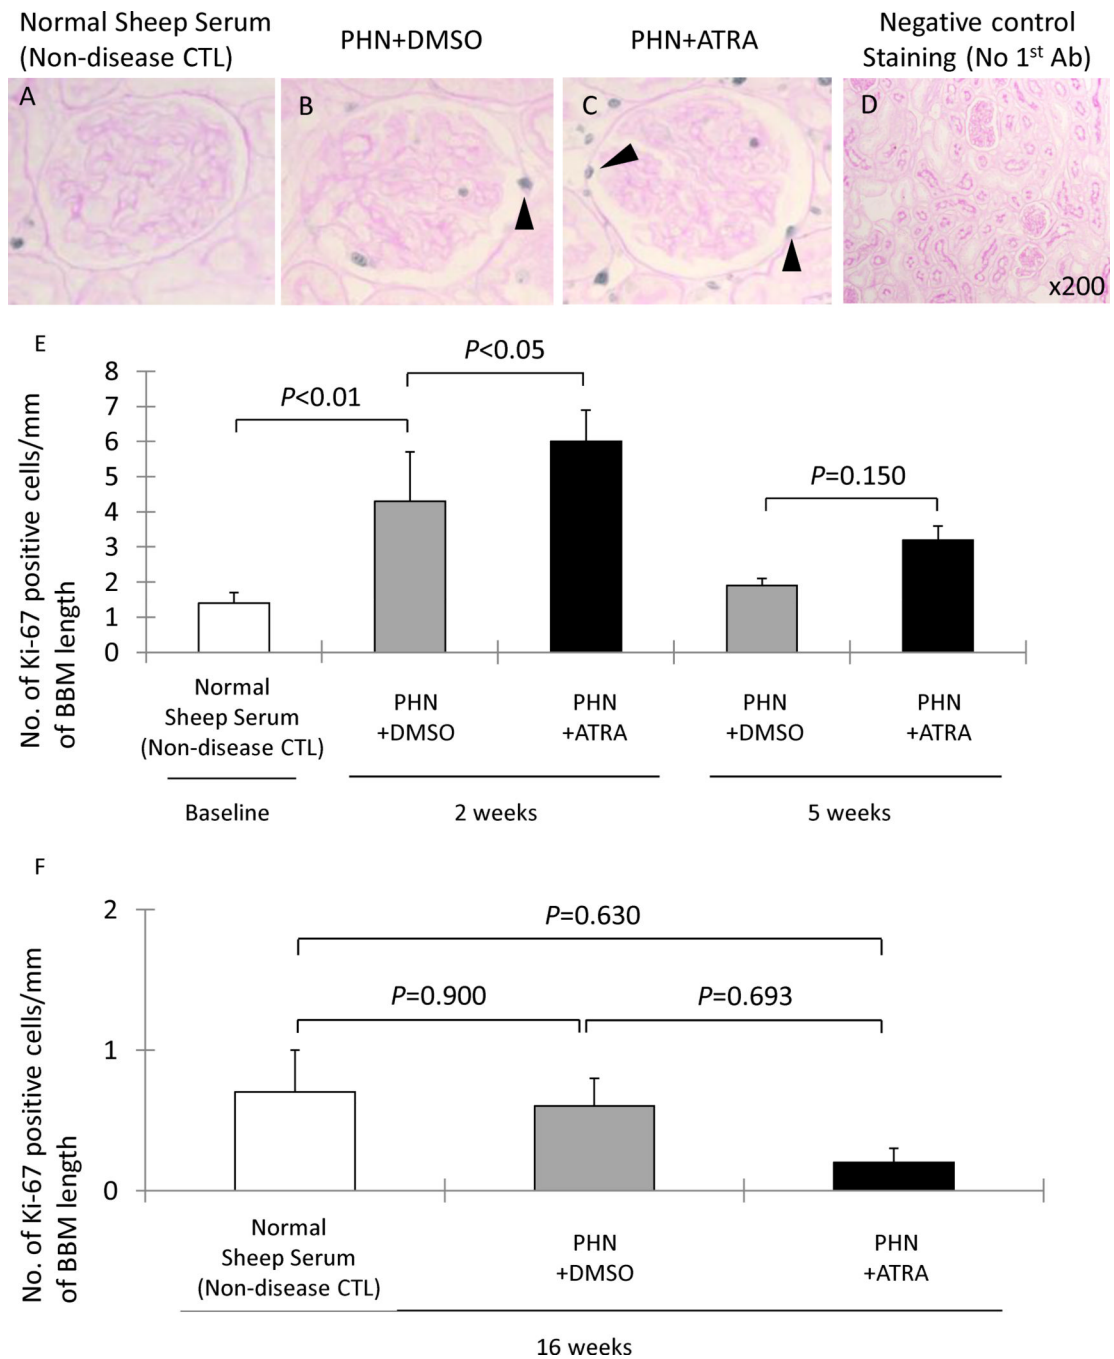 Normal Sheep Serum
(Non-disease CTL)
PHN+DMSO
PHN+ATRA
Negative control
Staining (No 1st Ab)
A
B
C
D
x200
E
No. of Ki-67 positive cells/mm
of BBM length
8
7
6
5
4
3
2
1
0
P<0.01
P<0.05
P=0.150
Normal
Sheep Serum
(Non-disease CTL)
PHN
+DMSO
PHN
+ATRA
PHN
+DMSO
PHN
+ATRA
Baseline
2 weeks
5 weeks
F
No. of Ki-67 positive cells/mm
of BBM length
2
1
0
P=0.630
P=0.900
P=0.693
Normal
Sheep Serum
(Non-disease CTL)
PHN
+DMSO
PHN
+ATRA
16 weeks